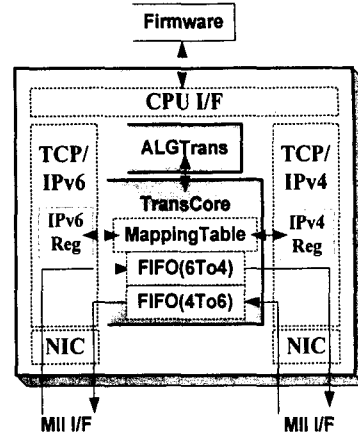 Firmware
CPU I/F
TCP/
IPv6
ALGTrans
TCP/
IPv4
TransCore
IPv6
Reg
MappingTable
IPv4
Reg
FIFO(6To4)
FIFO(4To6)
NIC
NIC
MII I/F
MII I/F